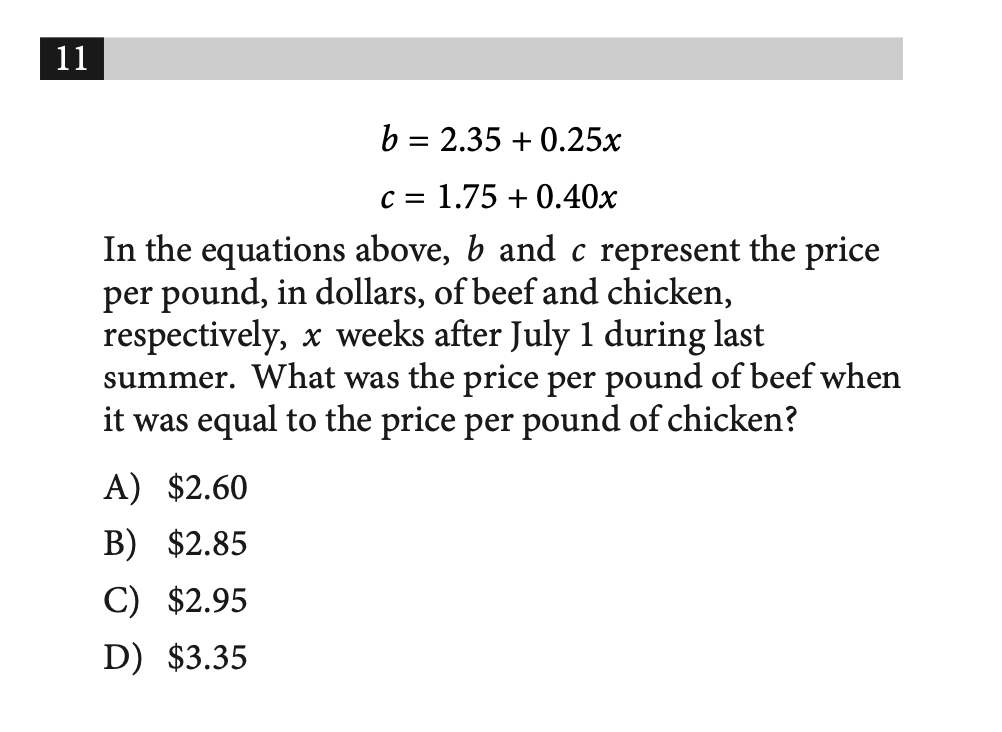 11
b = 2.35 + 0.25x
c = 1.75 + 0.40x
In the equations above, b and c represent the price
per pound, in dollars, of beef and chicken,
respectively, x weeks after July 1 during last
summer. What was the price per pound of beef when
it was equal to the price per pound of chicken?
A) $2.60
B) $2.85
C) $2.95
D) $3.35